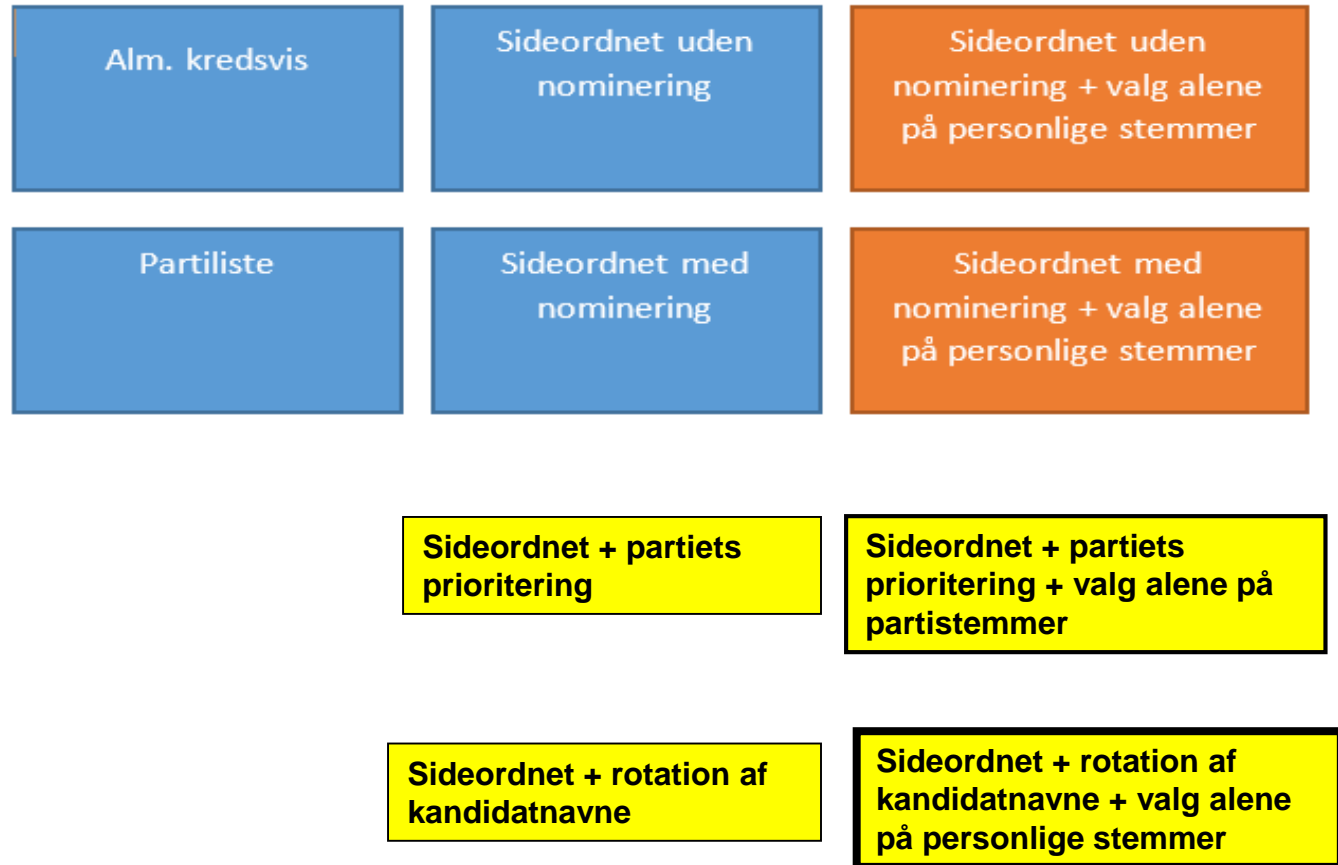 Alm. kredsvis
Sideordnet uden
nominering
Sideordnet uden
nominering + valg alene
på personlige stemmer
Partiliste
Sideordnet med
nominering
Sideordnet med
nominering + valg alene
på personlige stemmer
Sideordnet + partiets
prioritering
Sideordnet + partiets
prioritering + valg alene på
partistemmer
Sideordnet + rotation af
kandidatnavne
Sideordnet + rotation af
kandidatnavne + valg alene
på personlige stemmer